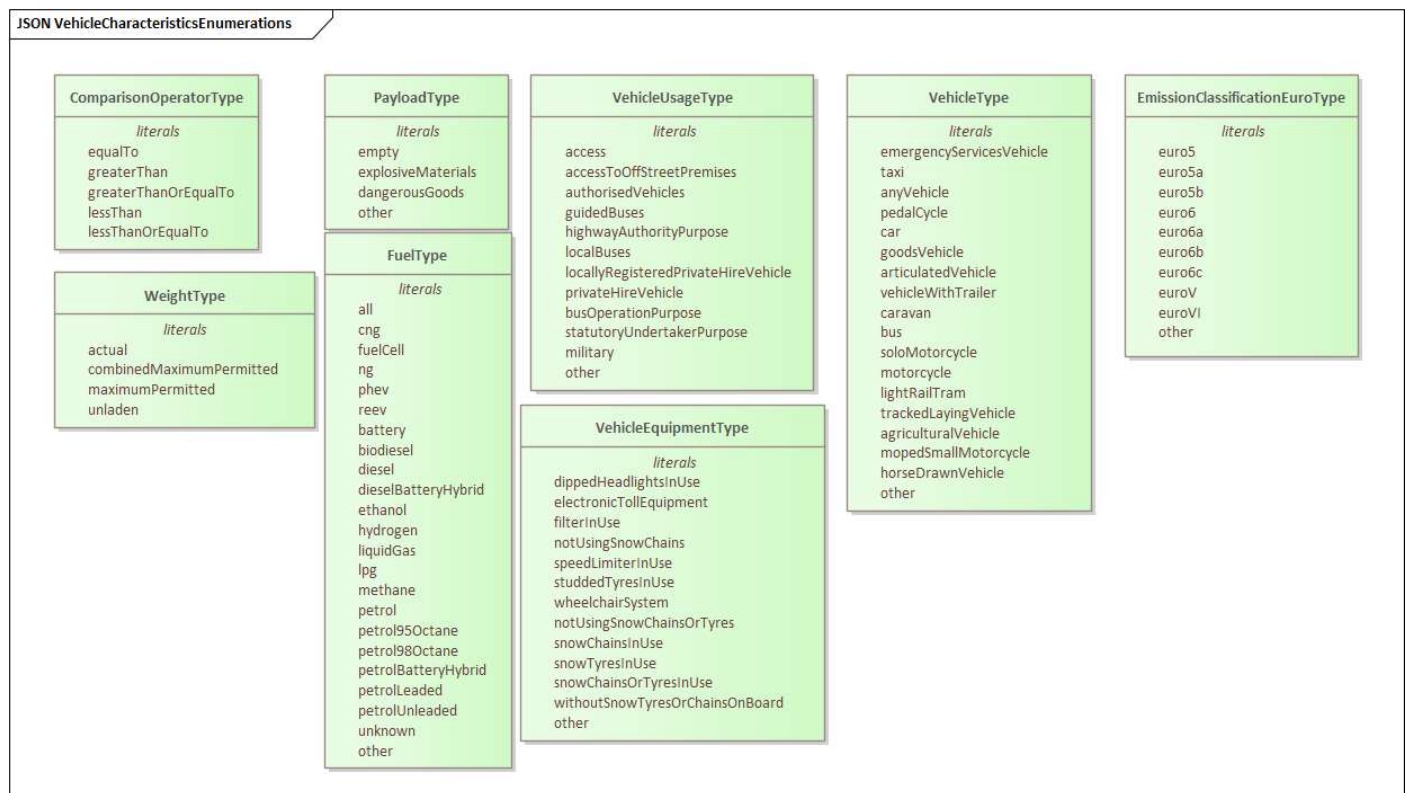 JSON VehicleCharacteristicsEnumerations
ComparisonOperatorType
literals
equalTo
greaterThan
greaterThanOrEqualTo
lessThan
lessThanOrEqualTo
WeightType
literals
actual
combinedMaximumPermitted
maximumPermitted
unladen
PayloadType
literals
empty
explosiveMaterials
dangerousGoods
other
FuelType
literals
all
cng
fuelCell
ng
phev
reev
battery
biodiesel
diesel
dieselBatteryHybrid
ethanol
hydrogen
liquidGas
lpg
methane
petrol
petrol95Octane
petrol98Octane
petrolBatteryHybrid
petrolLeaded
petrolUnleaded
unknown
other
VehicleUsageType
literals
access
accessToOffStreetPremises
authorisedVehicles
guidedBuses
highwayAuthorityPurpose
localBuses
locallyRegisteredPrivateHireVehicle
privateHireVehicle
busOperationPurpose
statutoryUndertakerPurpose
military
other
VehicleEquipmentType
literals
dippedHeadlightsInUse
electronicTollEquipment
filterInUse
notUsingSnowChains
speedLimiterInUse
studdedTyresInUse
wheelchairSystem
notUsingSnowChainsOrTyres
snowChainsInUse
snowTyresInUse
snowChainsOrTyresInUse
withoutSnowTyresOrChainsOnBoard
other
VehicleType
literals
emergencyServicesVehicle
taxi
anyVehicle
pedalCycle
car
goodsVehicle
articulatedVehicle
vehicleWithTrailer
caravan
bus
soloMotorcycle
motorcycle
lightRailTram
trackedLayingVehicle
agriculturalVehicle
mopedSmallMotorcycle
horseDrawnVehicle
other
EmissionClassificationEuroType
literals
euro5
euro5a
euro5b
euro6
euro6a
euro6b
euro6c
euroV
euroVI
other